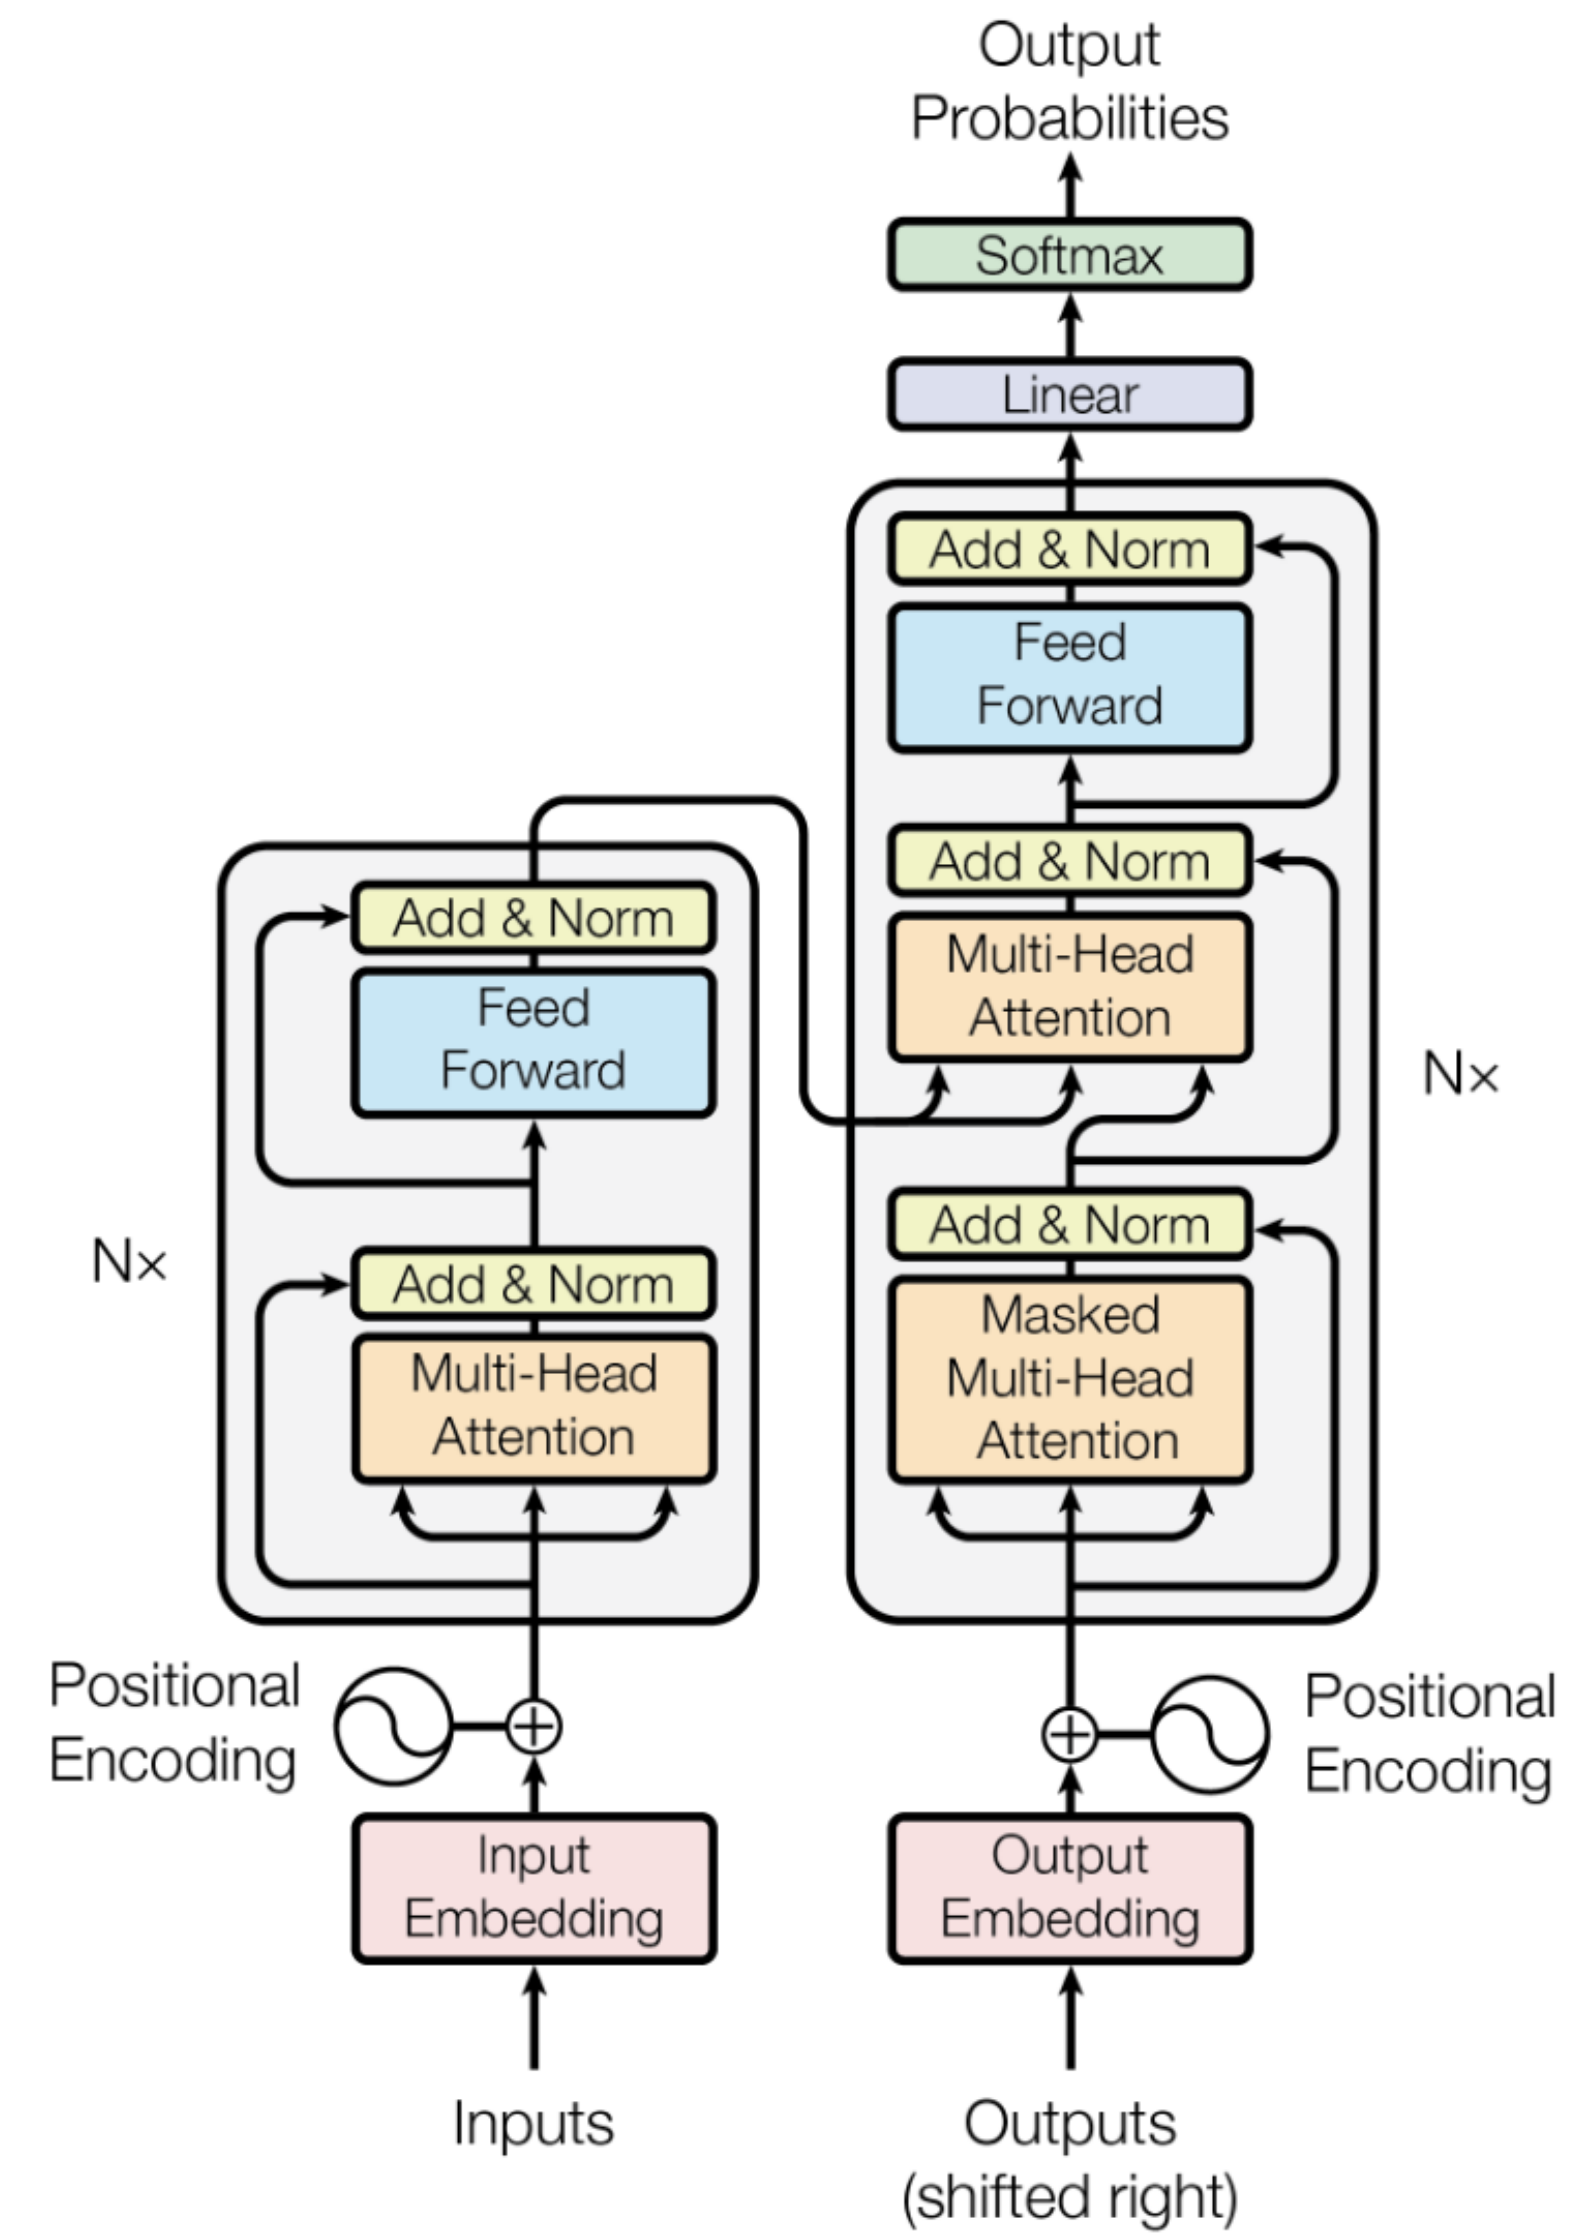 Output
Probabilities
Softmax
Linear
Add & Norm
Feed
Forward
Add & Norm
Multi-Head
Attention
Add & Norm
Masked
Multi-Head
Attention
N×
Add & Norm
Feed
Forward
Add & Norm
Multi-Head
Attention
N×
Positional
Encoding
Input
Embedding
Inputs
Positional
Encoding
Output
Embedding
Outputs
(shifted right)